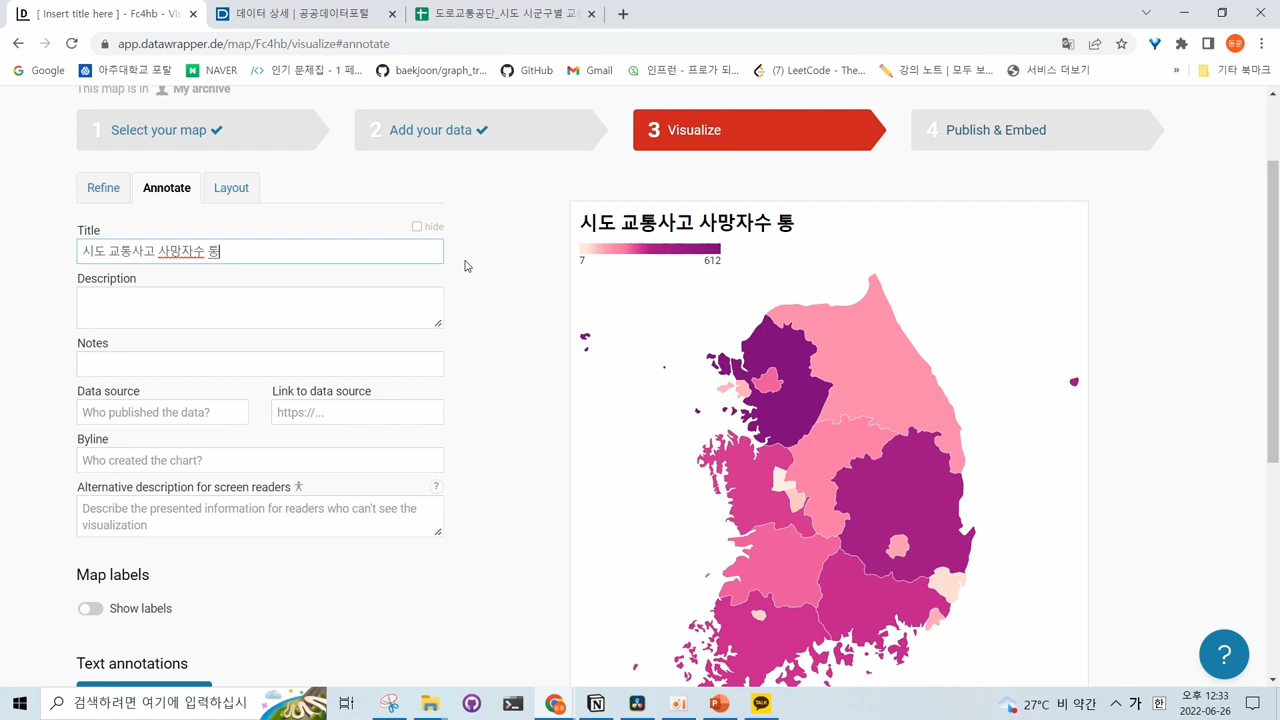 [ Insert title here ] - Fc4hb - Vis
데이터 상세 | 공공데이터포털
도로교통공단_시도 시군구별 교
app.datawrapper.de/map/Fc4hb/visualize#annotate
Google
아주대학교 포탈
NAVER
인기 문제집 - 1 페...
baekjoon/graph_tr...
GitHub
Gmail
인프런 - 프로가 되...
(7) LeetCode - The...
강의 노트 | 모두 보...
서비스 더보기
»
기타 북마크
This map is in My archive
1 Select your map
2 Add your data
3 Visualize
4 Publish & Embed
Refine
Annotate
Layout
Title
hide
시도 교통사고 사망자수 통
Description
Notes
Data source
Link to data source
Who published the data?
https://...
Byline
Who created the chart?
Alternative description for screen readers
?
Describe the presented information for readers who can't see the
visualization
Map labels
Show labels
Text annotations
시도 교통사고 사망자수 통
7
612
?
검색하려면 여기에 입력하십시
TALK
27°C 비 약간
가
한
오후 12:33
2022-06-26